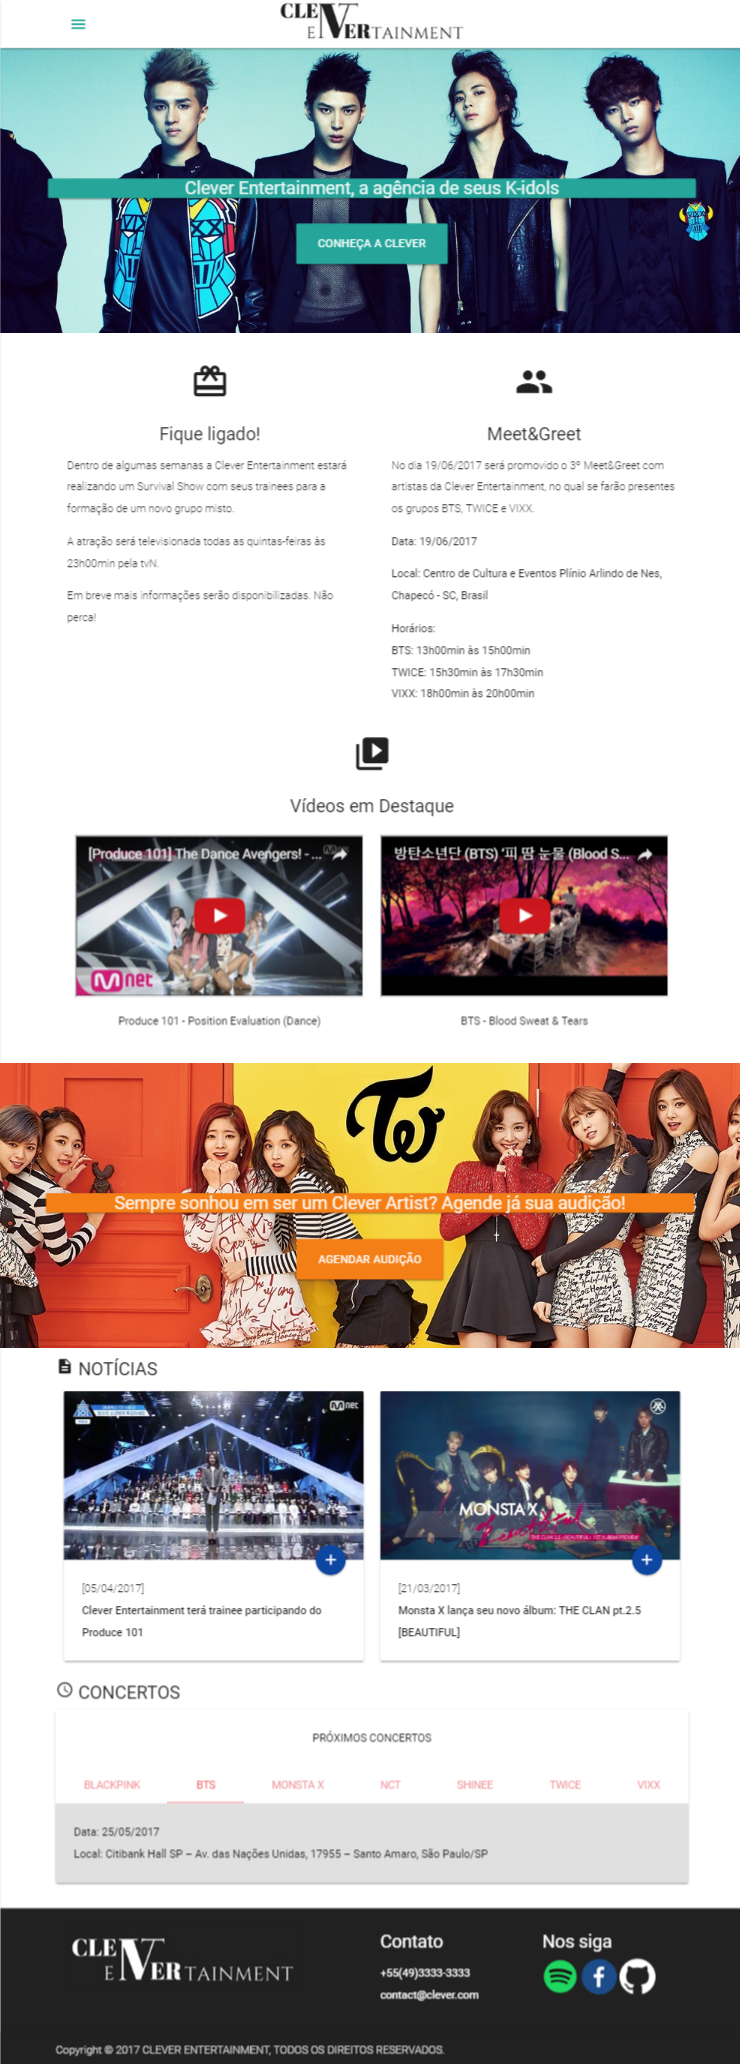 CLEVER
ENTERTAINMENT
Clever Entertainment, a agência de seus K-idols
CONHEÇA A CLEVER
Fique ligado!
Dentro de algumas semanas a Clever Entertainment estará
realizando um Survival Show com seus trainees para a
formação de um novo grupo misto.
A atração será televisionada todas as quintas-feiras às
23h00min pela tvN.
Em breve mais informações serão disponibilizadas. Não
perca!
Meet&Greet
No dia 19/06/2017 será promovido o 3º Meet&Greet com
artistas da Clever Entertainment, no qual se farão presentes
os grupos BTS, TWICE e VIXX.
Data: 19/06/2017
Local: Centro de Cultura e Eventos Plínio Arlindo de Nes,
Chapecó - SC, Brasil
Horários:
BTS: 13h00min às 15h00min
TWICE: 15h30min às 17h30min
VIXX: 18h00min às 20h00min
Vídeos em Destaque
[Produce 101] The Dance Avengers! - ...
Mnet
Produce 101 - Position Evaluation (Dance)
방탄소년단 (BTS) '피 땀 눈물 (Blood S...
BTS - Blood Sweat & Tears
Tw
Sempre sonhou em ser um Clever Artist? Agende já sua audição!
AGENDAR AUDIÇÃO
NOTÍCIAS
Mnet
[05/04/2017]
Clever Entertainment terá trainee participando do
Produce 101
MONSTA X
Beautiful
THE CLAN 2.5 <BEAUTIFUL> 1ST ALBUM PREVIEW
[21/03/2017]
Monsta X lança seu novo álbum: THE CLAN pt.2.5
[BEAUTIFUL]
CONCERTOS
PRÓXIMOS CONCERTOS
BLACKPINK BTS MONSTA X NCT SHINEE TWICE VIXX
Data: 25/05/2017
Local: Citibank Hall SP – Av. das Nações Unidas, 17955 – Santo Amaro, São Paulo/SP
CLEVER
ENTERTAINMENT
Contato
+55(49)3333-3333
contact@clever.com
Nos siga
Copyright © 2017 CLEVER ENTERTAINMENT, TODOS OS DIREITOS RESERVADOS.